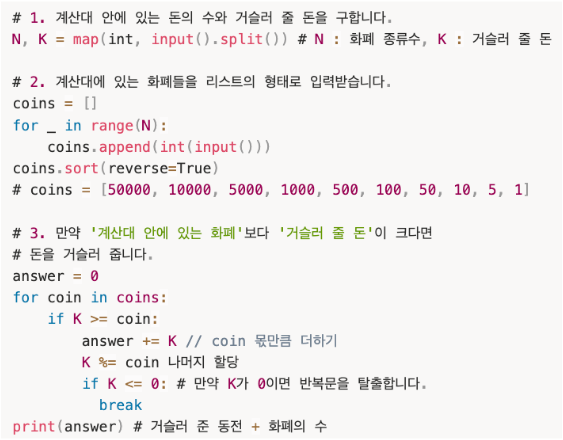 # 1. 계산대 안에 있는 돈의 수와 거슬러 줄 돈을 구합니다.
N, K = map(int, input().split()) # N : 화폐 종류수, K : 거슬러 줄 돈
# 2. 계산대에 있는 화폐들을 리스트의 형태로 입력받습니다.
coins = []
for _ in range(N):
    coins.append(int(input()))
coins.sort(reverse=True)
# coins = [50000, 10000, 5000, 1000, 500, 100, 50, 10, 5, 1]
# 3. 만약 '계산대 안에 있는 화폐'보다 '거슬러 줄 돈'이 크다면
# 돈을 거슬러 줍니다.
answer = 0
for coin in coins:
    if K >= coin:
        answer += K // coin 몫만큼 더하기
        K %= coin 나머지 할당
        if K <= 0: # 만약 K가 0이면 반복문을 탈출합니다.
          break
print(answer) # 거슬러 준 동전 + 화폐의 수